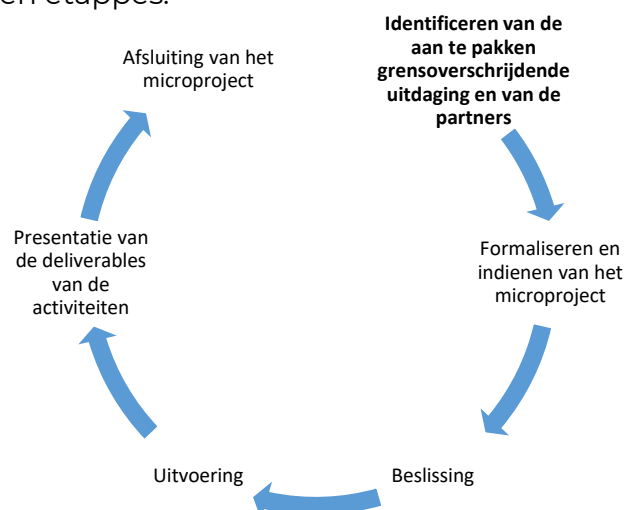 en etappes.
Identificeren van de
aan te pakken
grensoverschrijdende
uitdaging en van de
partners
Formaliseren en
indienen van het
microproject
Beslissing
Uitvoering
Presentatie van
de deliverables
van de
activiteiten
Afsluiting van het
microproject